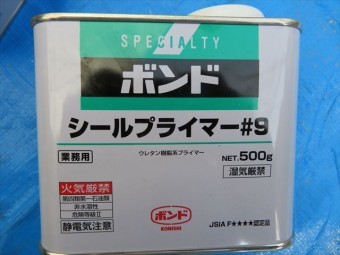 SPECIALTY
ボンド
シールプライマー#9
業務用
ウレタン樹脂系プライマー
NET.500g
湿気厳禁
火気厳禁
第四類第一石油類
非水溶性
危険等級Ⅱ
静電気注意
ボンド
KONISHI
JSIA F★★★★認定品